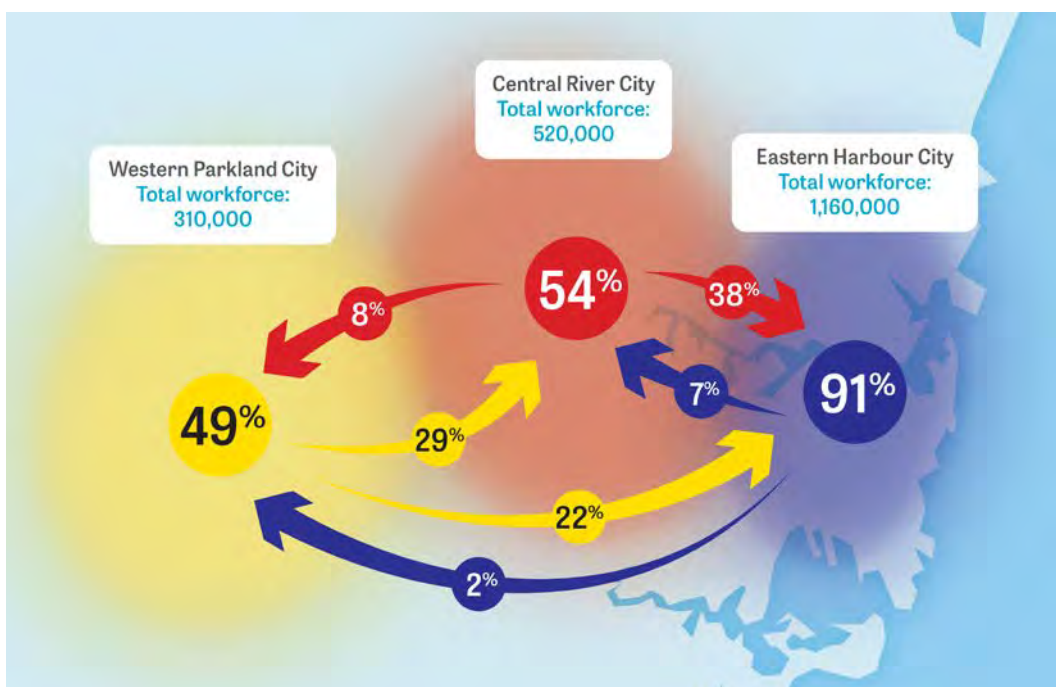 Central River City
Total workforce:
520,000
Western Parkland City
Total workforce:
310,000
Eastern Harbour City
Total workforce:
1,160,000
54%
38%
8%
91%
7%
49%
29%
22%
2%